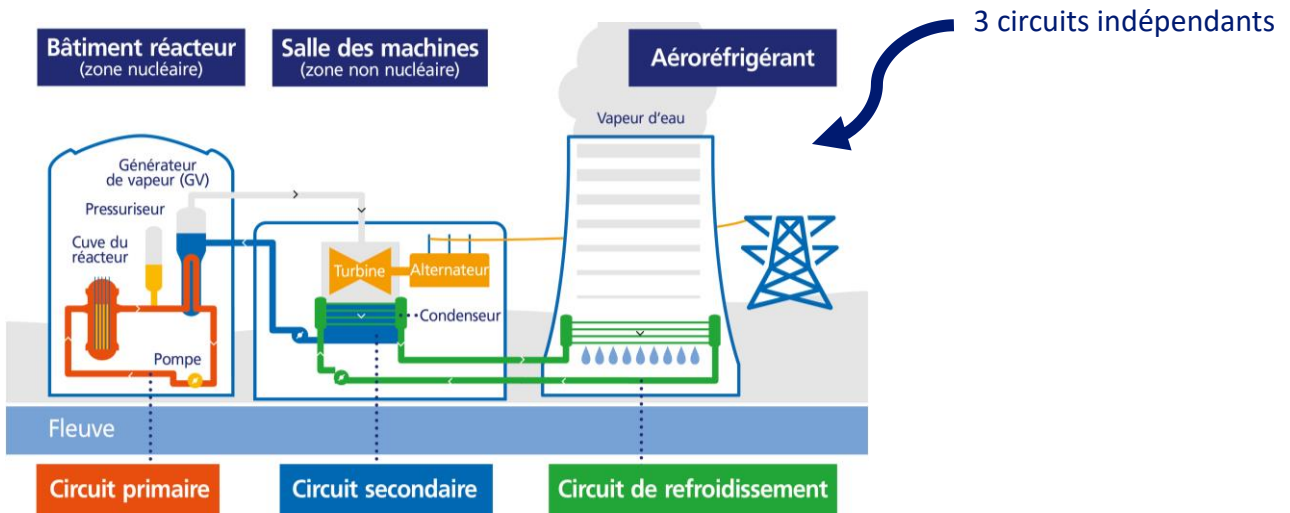 3 circuits indépendants
Bâtiment réacteur
(zone nucléaire)
Salle des machines
(zone non nucléaire)
Aéroréfrigérant
Vapeur d'eau
Générateur
de vapeur (GV)
Pressuriseur
Cuve du
réacteur
Turbine
Alternateur
Condenseur
Pompe
Fleuve
Circuit primaire
Circuit secondaire
Circuit de refroidissement